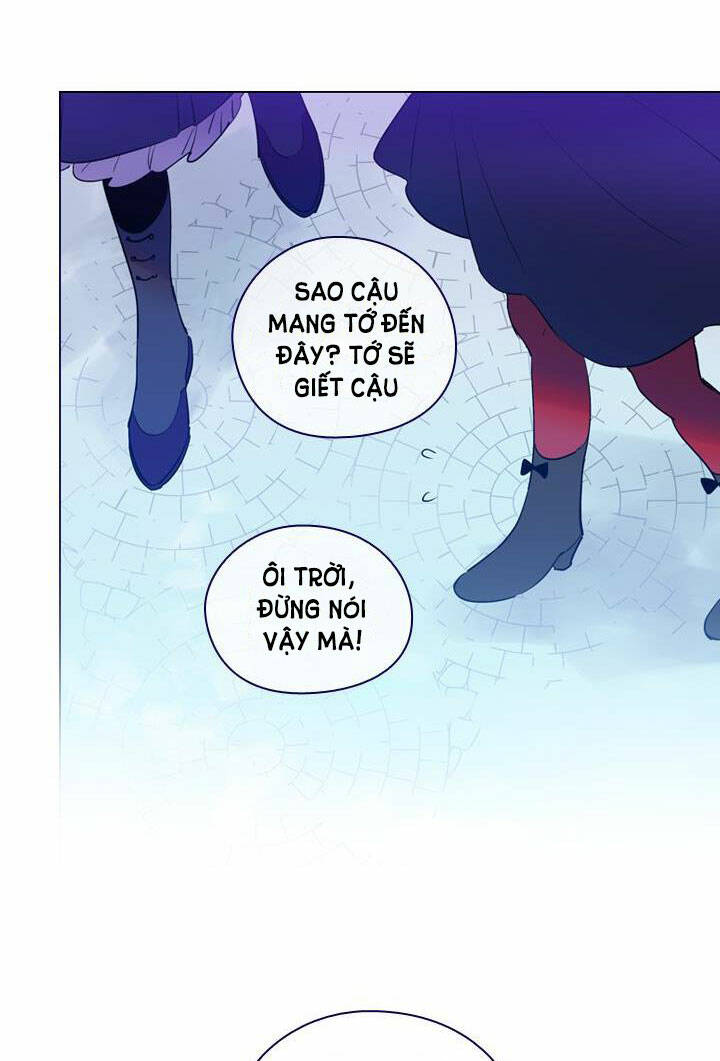 SAO CẬU
MANG TỚ ĐẾN
ĐÂY? TỚ SẼ
GIẾT CẬU
ÔI TRỜI,
ĐỪNG NÓI
VẬY MÀ!